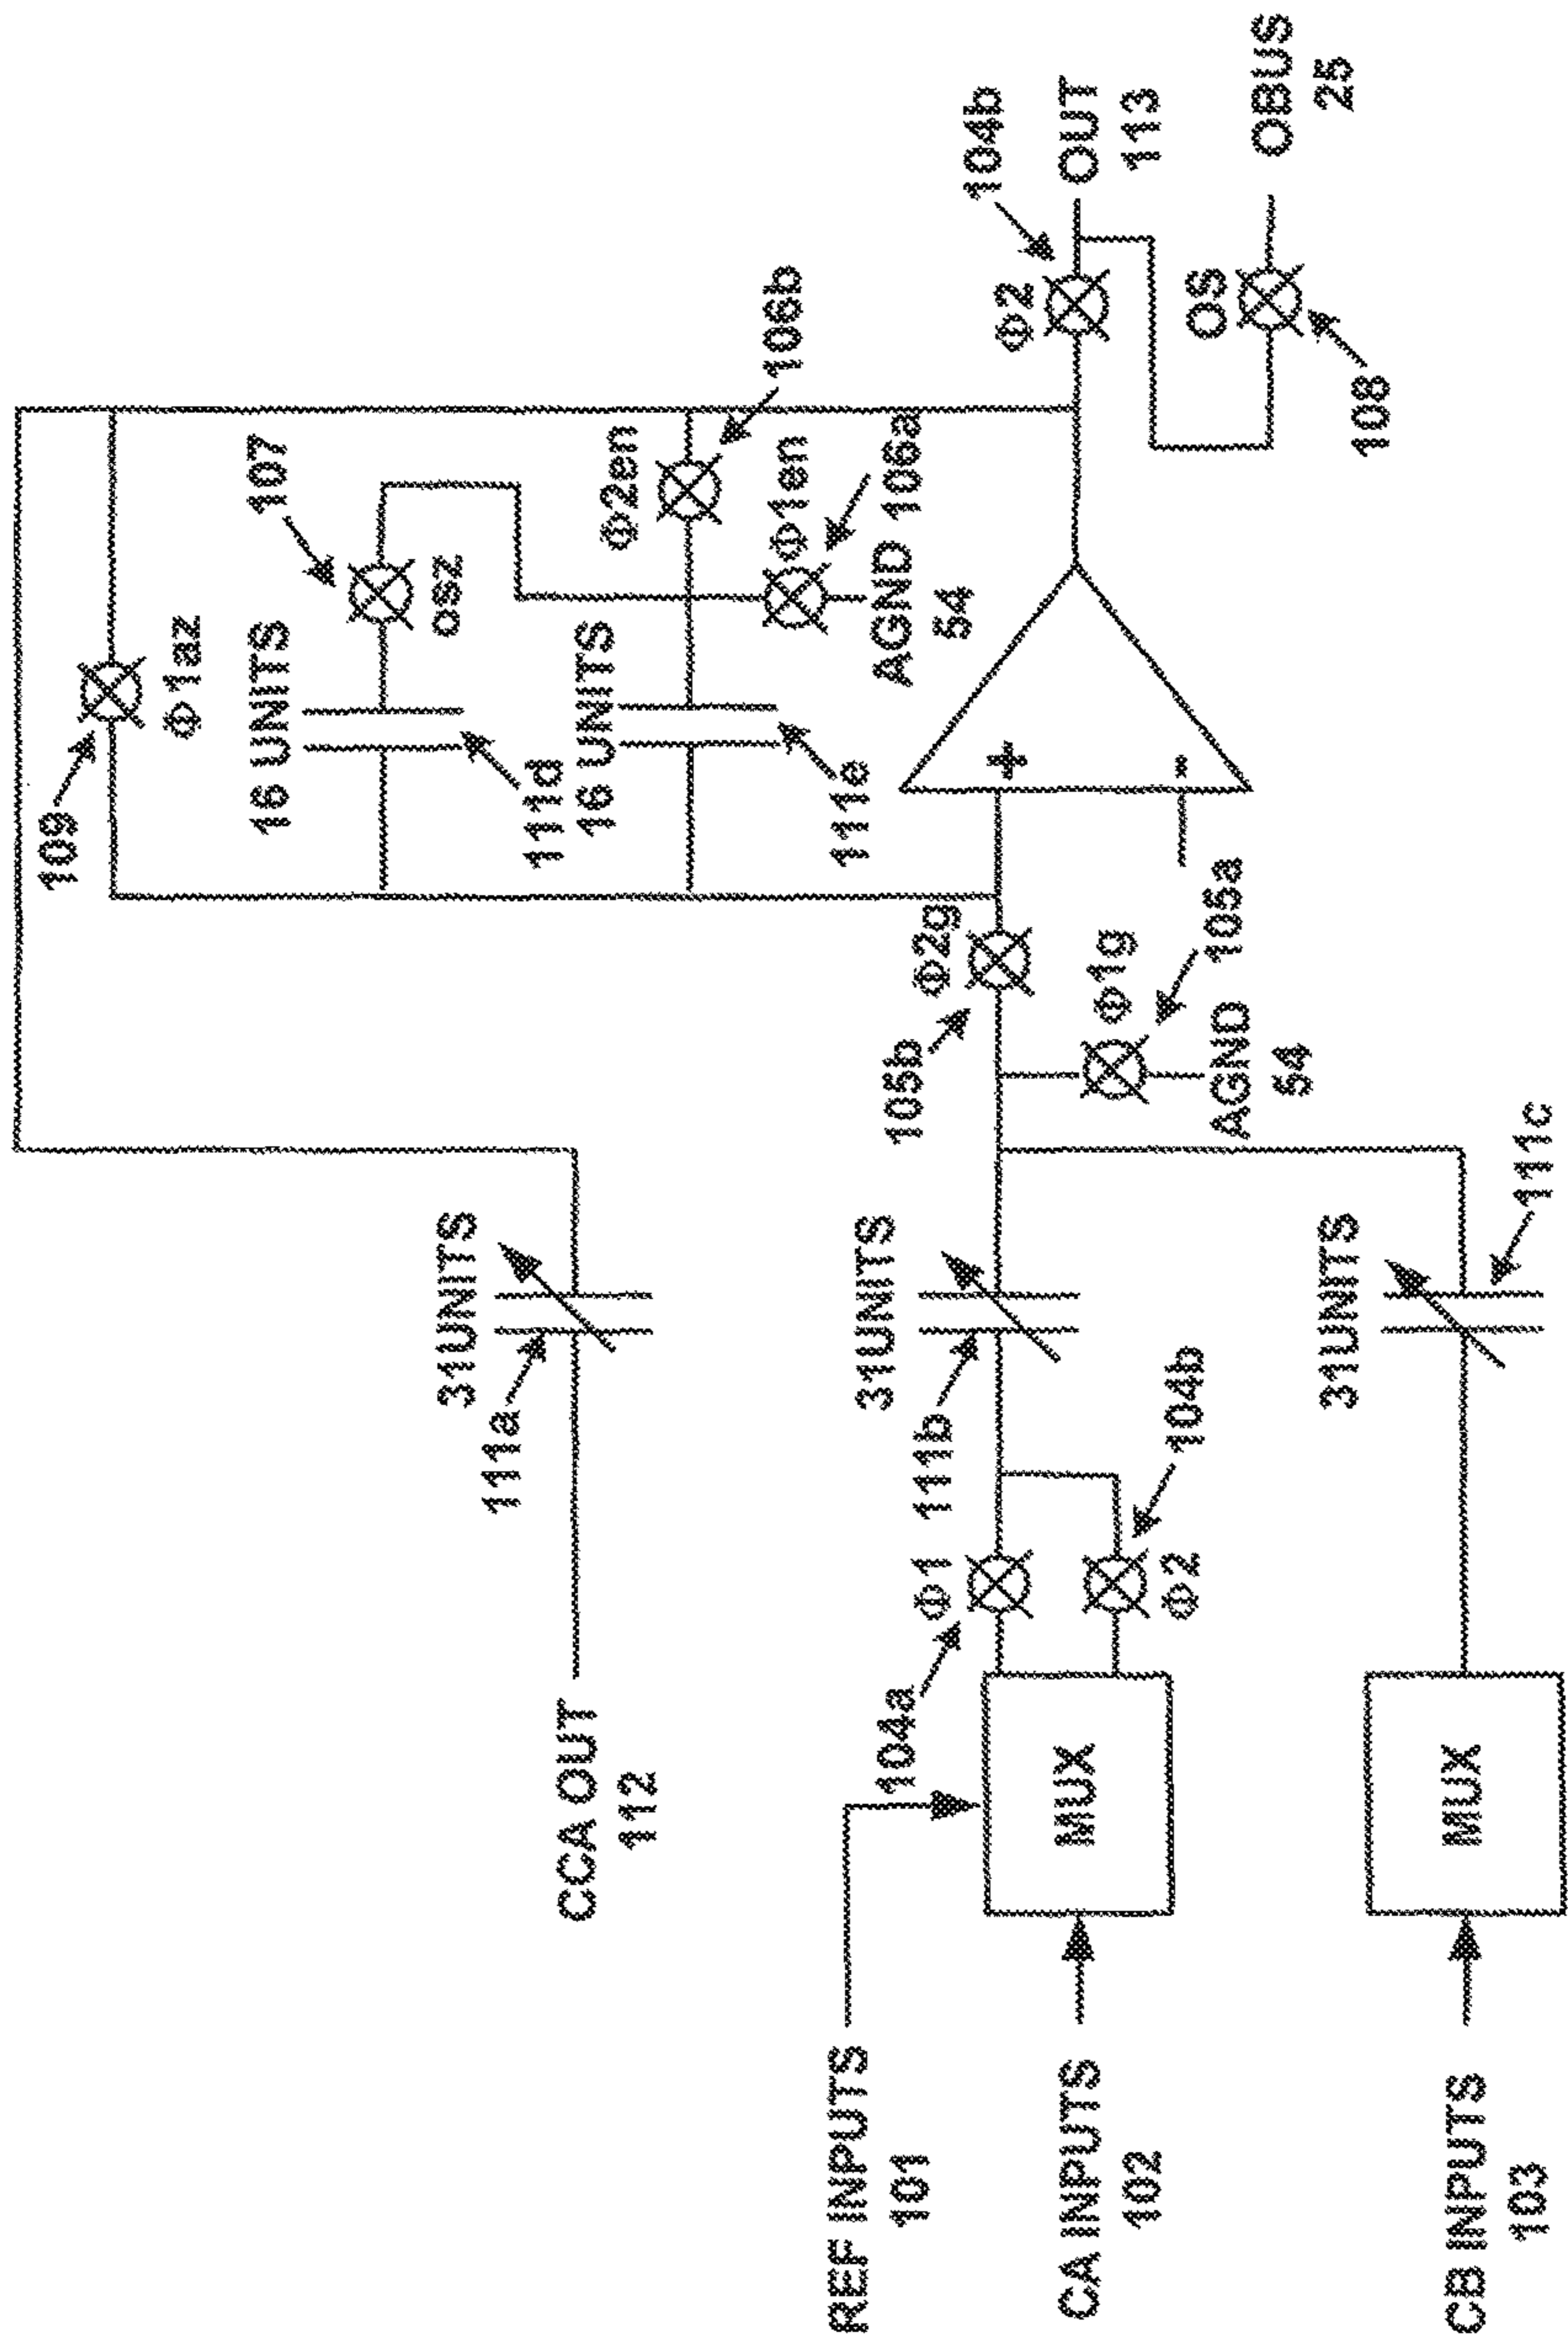 109
Φ1az
107
16 UNITS
osz
111d
16 UNITS
111e
Φ2en
106b
Φ1en
106a
AGND
54
CCA OUT
112
31UNITS
111a
REF INPUTS
101
CA INPUTS
102
MUX
104a
Φ1
Φ2
104b
31UNITS
111b
105b
Φ2g
Φ1g
105a
AGND
54
+
-
Φ2
104b
OUT
113
OS
108
OBUS
25
CB INPUTS
103
MUX
31UNITS
111c